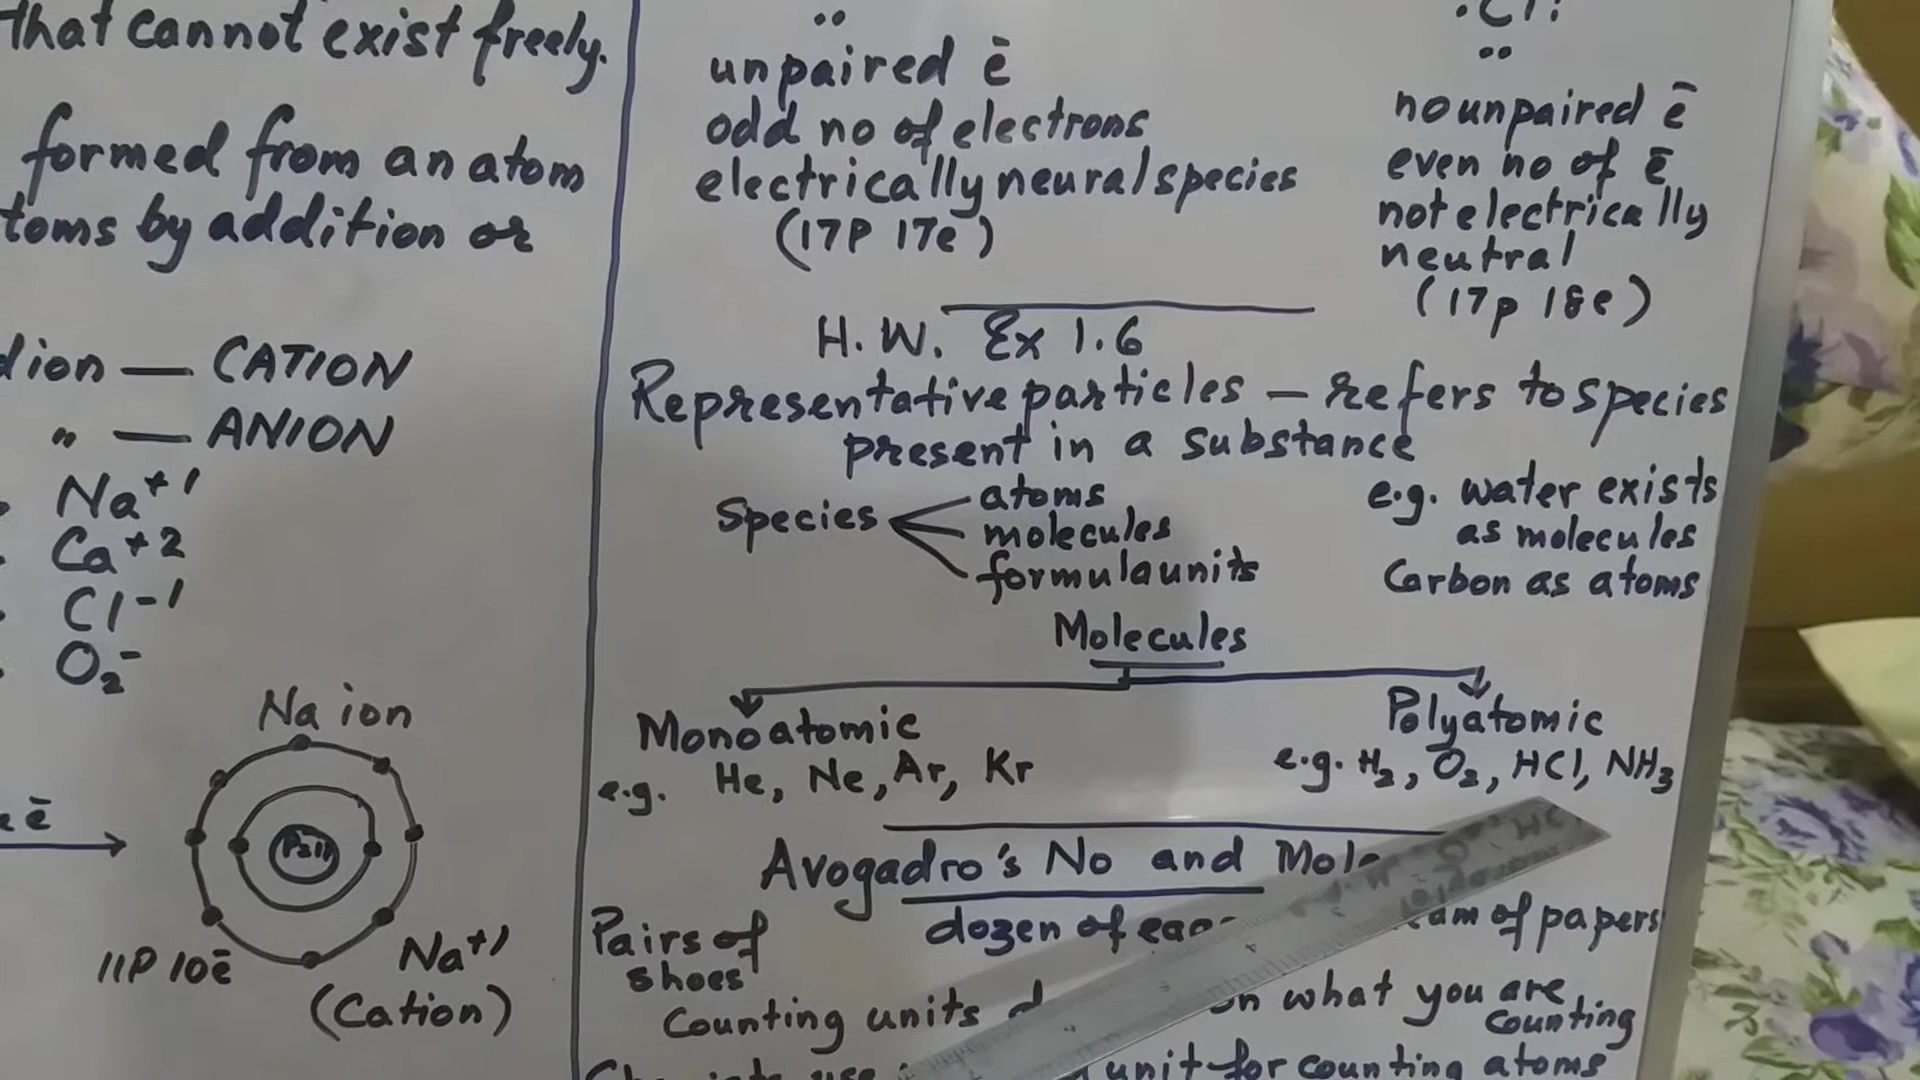 that cannot exist freely.
formed from an atom
toms by addition or
ion — CATION
" — ANION
Na+1
Ca+2
Cl-1
O2-
Na ion
ē
11P 10ē
Na+1
(Cation)
unpaired ē
odd no of electrons
electrically neural species
(17P 17e)
.Cl:
no unpaired ē
even no of ē
not electrically
neutral
(17p 18e)
H.W. Ex 1.6
Representative particles — refers to species
present in a substance
Species
atoms
molecules
formula units
e.g. water exists
as molecules
Carbon as atoms
Molecules
Monoatomic
e.g. He, Ne, Ar, Kr
Polyatomic
e.g. H2, O2, HCl, NH3
Avogadro's No and Mole
Pairs of
shoes
dozen of
of papers
Counting units
on what you are
counting
use
unit for counting atoms